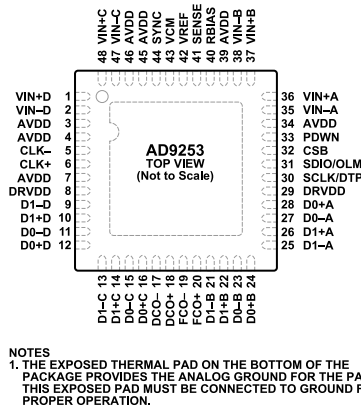 48 VIN+C
47 VIN–C
46 AVDD
45 AVDD
44 SYNC
43 VCM
42 VREF
41 SENSE
40 RBIAS
39 AVDD
38 VIN–B
37 VIN+B
VIN+D 1
VIN–D 2
AVDD 3
AVDD 4
CLK– 5
CLK+ 6
AVDD 7
DRVDD 8
D1–D 9
D1+D 10
D0–D 11
D0+D 12
AD9253
TOP VIEW
(Not to Scale)
36 VIN+A
35 VIN–A
34 AVDD
33 PDWN
32 CSB
31 SDIO/OLM
30 SCLK/DTP
29 DRVDD
28 D0+A
27 D0–A
26 D1+A
25 D1–A
D1–C 13
D1+C 14
D0–C 15
D0+C 16
DCO– 17
DCO+ 18
FCO– 19
FCO+ 20
D1–B 21
D1+B 22
D0–B 23
D0+B 24
NOTES
1. THE EXPOSED THERMAL PAD ON THE BOTTOM OF THE
PACKAGE PROVIDES THE ANALOG GROUND FOR THE PA
THIS EXPOSED PAD MUST BE CONNECTED TO GROUND F
PROPER OPERATION.